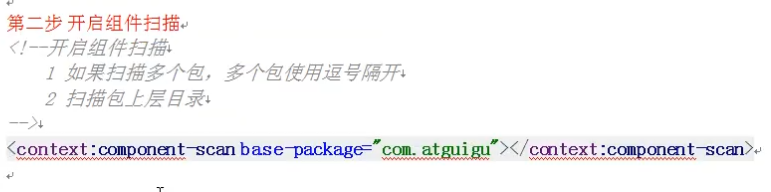 第二步 开启组件扫描
<!--开启组件扫描
1 如果扫描多个包，多个包使用逗号隔开
2 扫描包上层目录
-->
<context:component-scan base-package="com.atguigu"></context:component-scan>